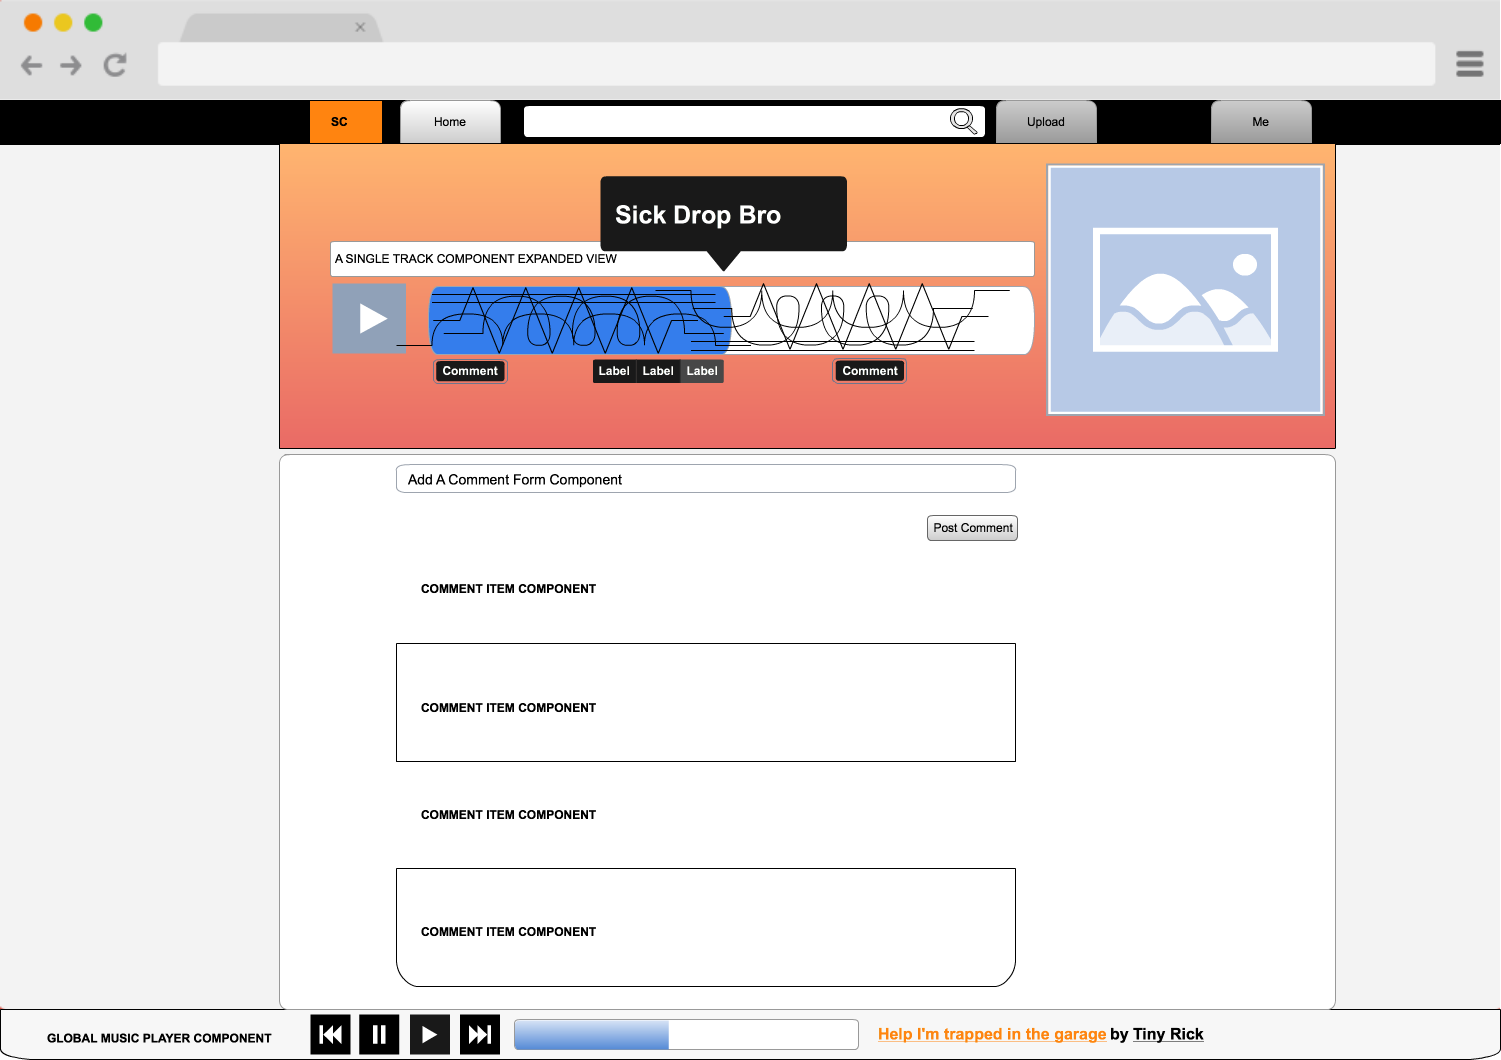 SC
Home
Upload
Me
Sick Drop Bro
A SINGLE TRACK COMPONENT EXPANDED VIEW
Comment
Label Label Label
Comment
Add A Comment Form Component
Post Comment
COMMENT ITEM COMPONENT
COMMENT ITEM COMPONENT
COMMENT ITEM COMPONENT
COMMENT ITEM COMPONENT
GLOBAL MUSIC PLAYER COMPONENT
Help I'm trapped in the garage by Tiny Rick